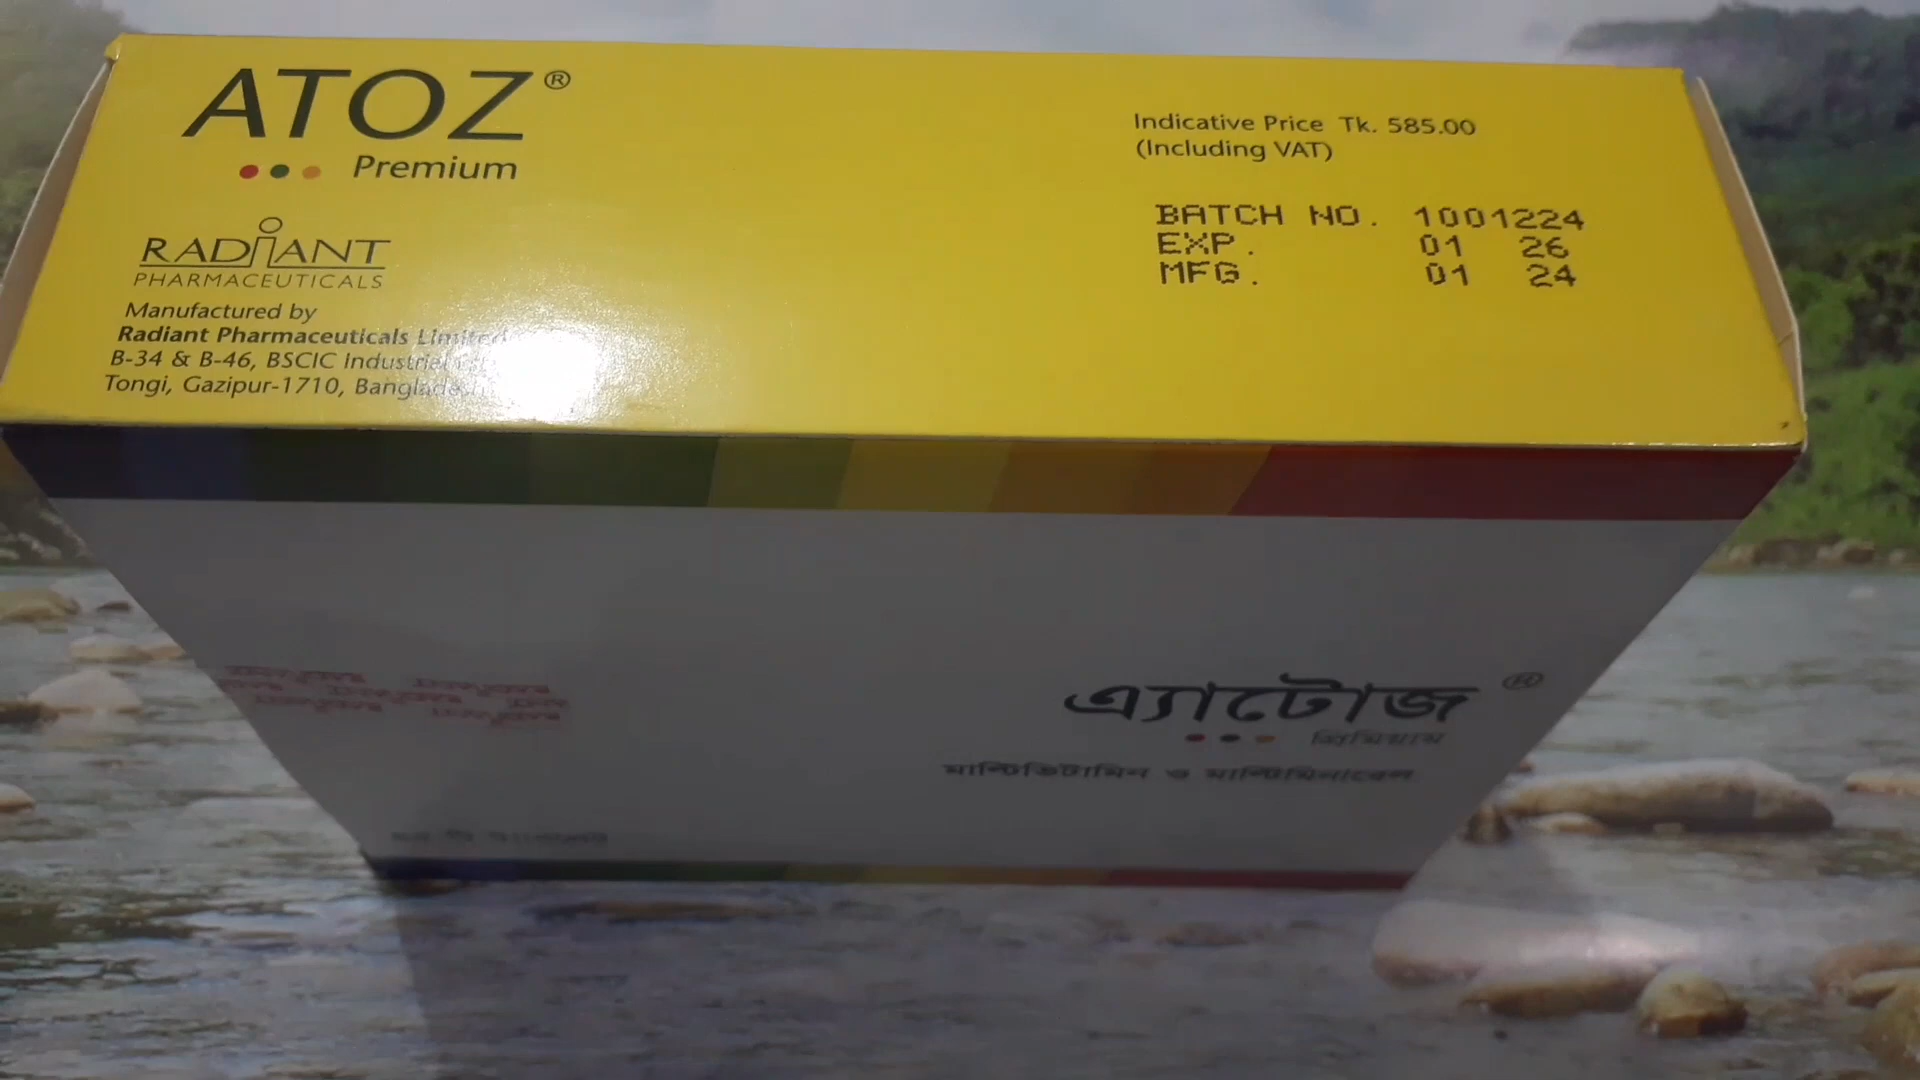 ATOZ®
Premium
RADiANT
PHARMACEUTICALS
Manufactured by
Radiant Pharmaceuticals Limited
B-34 & B-46, BSCIC Industrial
Tongi, Gazipur-1710, Bangladesh
Indicative Price Tk. 585.00
(Including VAT)
BATCH NO. 1001224
EXP. 01 26
MFG. 01 24
এ্যাটোজ®
প্রিমিয়াম
মাল্টিভিটামিন ও মাল্টিমিনারেল